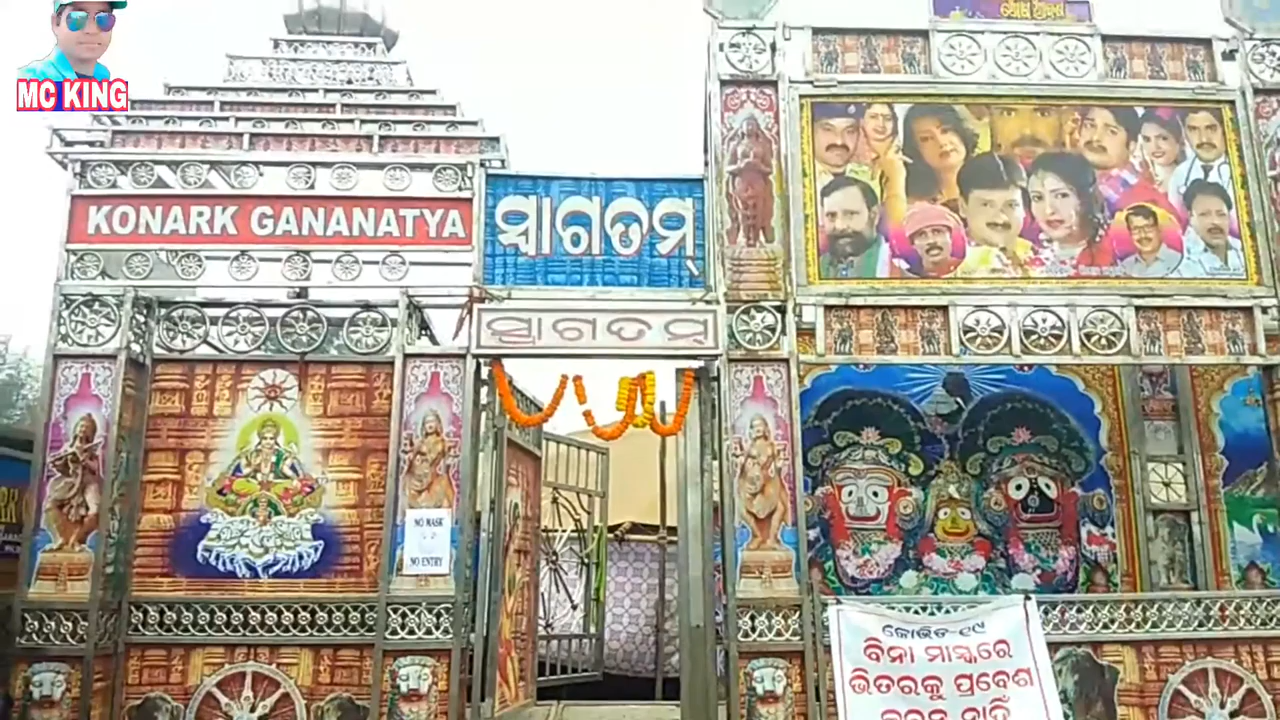 MC KING
KONARK GANANATYA
ସ୍ୱାଗତମ୍
ସ୍ୱାଗତମ୍
NO MASK
NO ENTRY
କୋଭିଡ-୧୯
ବିନା ମାସ୍କରେ
ଭିତରକୁ ପ୍ରବେଶ